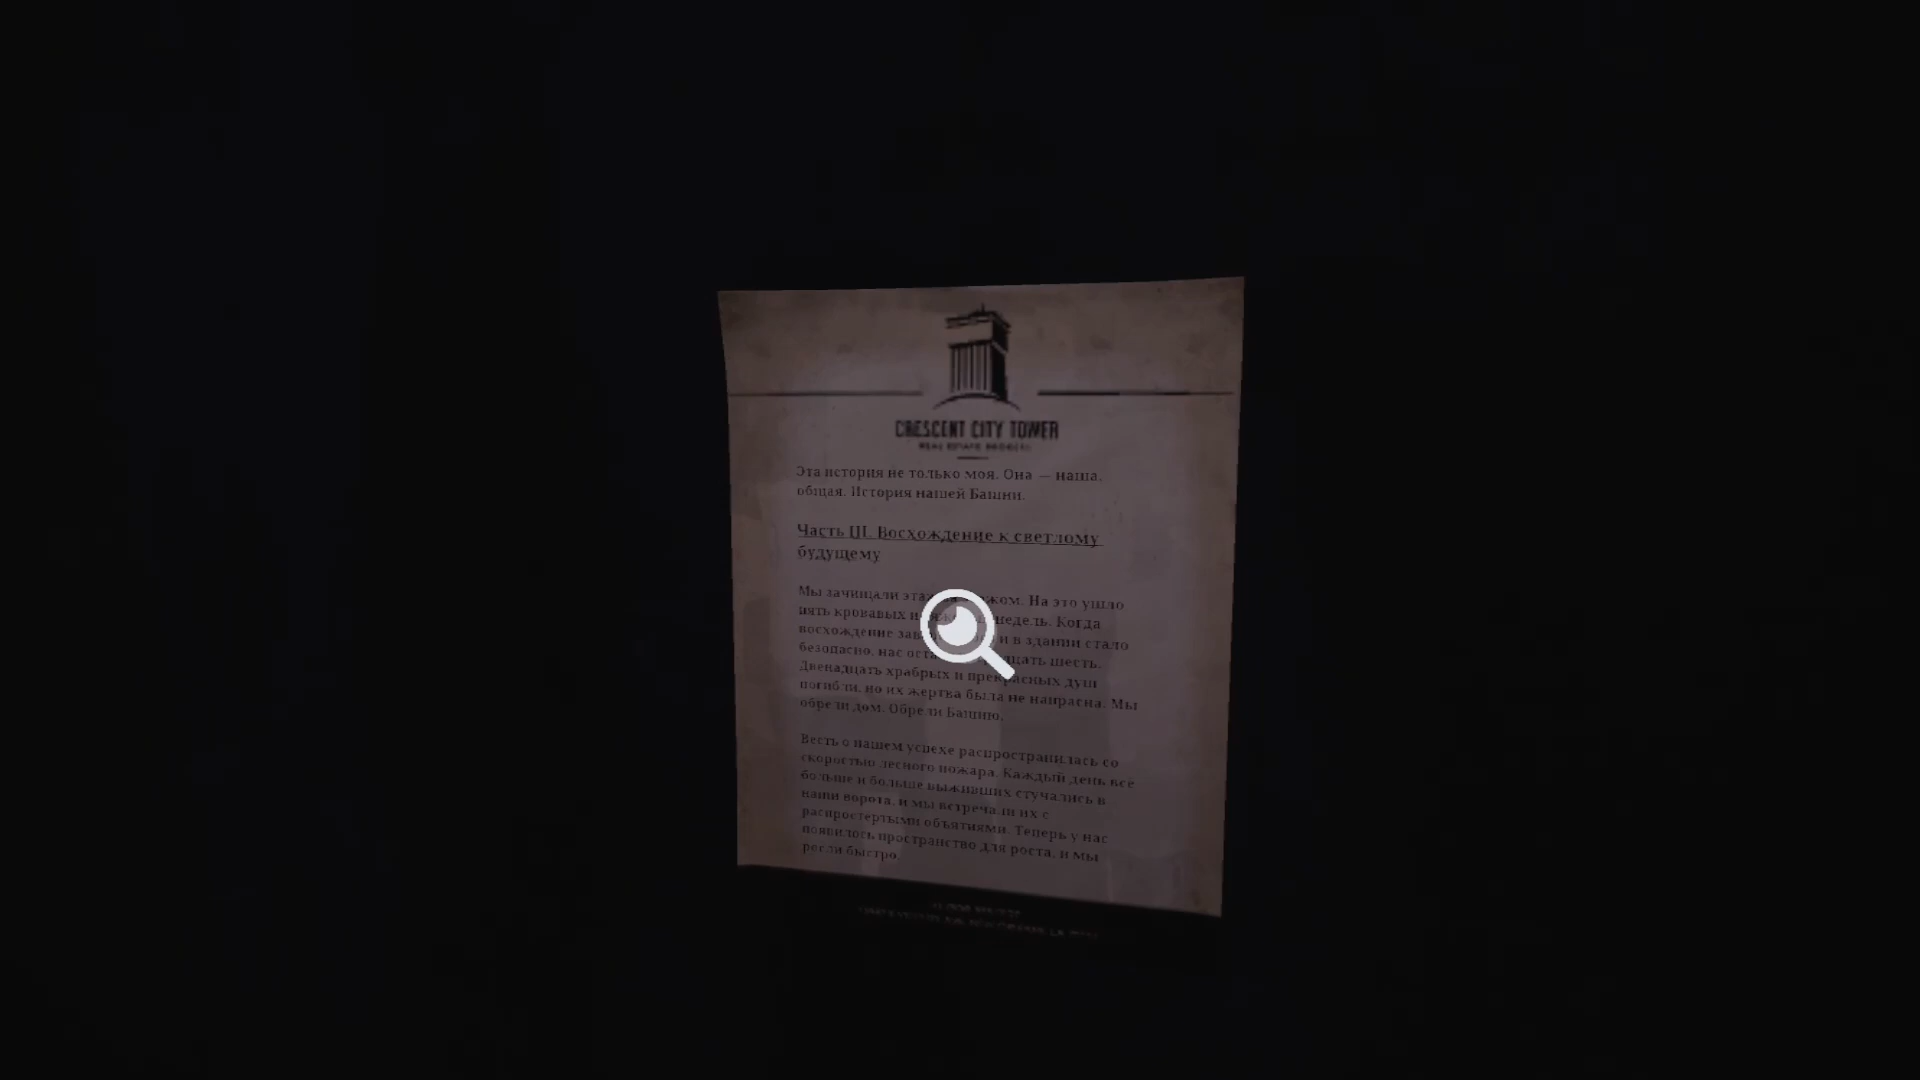 CRESCENT CITY TOWER
REAL ESTATE
Эта история не только моя. Она — наша,
общая. История нашей Башни.
Часть III. Восхождение к светлому
будущему
Мы зачищали На это ушло
пять кровавых недель. Когда
восхождение и в здании стало
безопасно, нас шесть.
Двенадцать храбрых и прекрасных душ
погибли, но их жертва была не напрасна. Мы
обрели дом. Обрели Башню.
Весть о нашем успехе распространилась со
скоростью лесного пожара. Каждый день все
больше и больше выживших стучались в
наши ворота, и мы встречали их с
распростертыми объятиями. Теперь у нас
появилось пространство для роста, и мы
росли быстро.